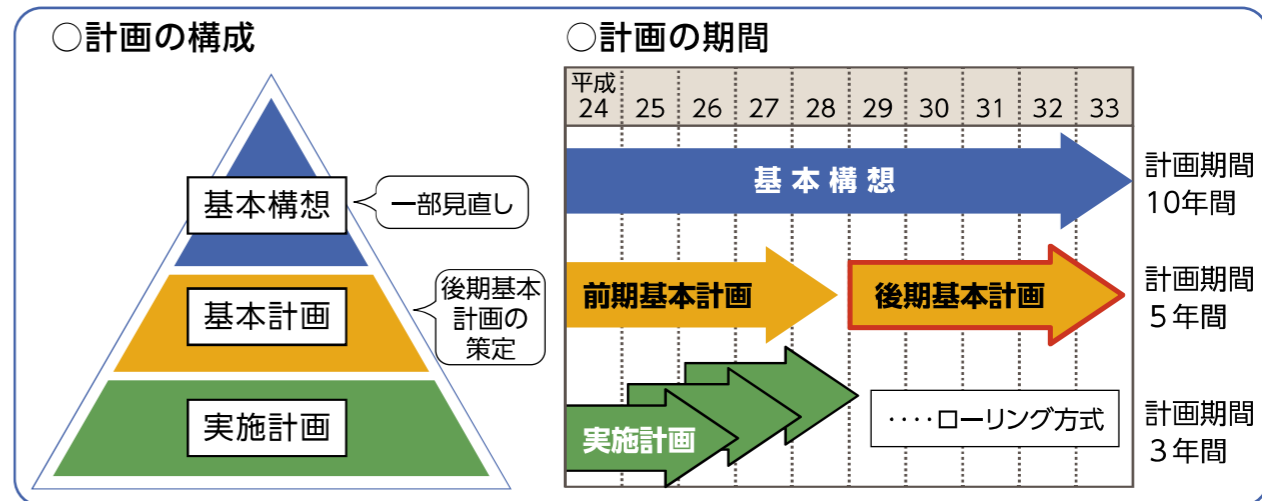 ○計画の構成
基本構想
一部見直し
基本計画
後期基本
計画の
策定
実施計画
○計画の期間
平成
24 25 26 27 28 29 30 31 32 33
基本構想
計画期間
10年間
前期基本計画
後期基本計画
計画期間
5年間
実施計画
‥‥ローリング方式
計画期間
3年間